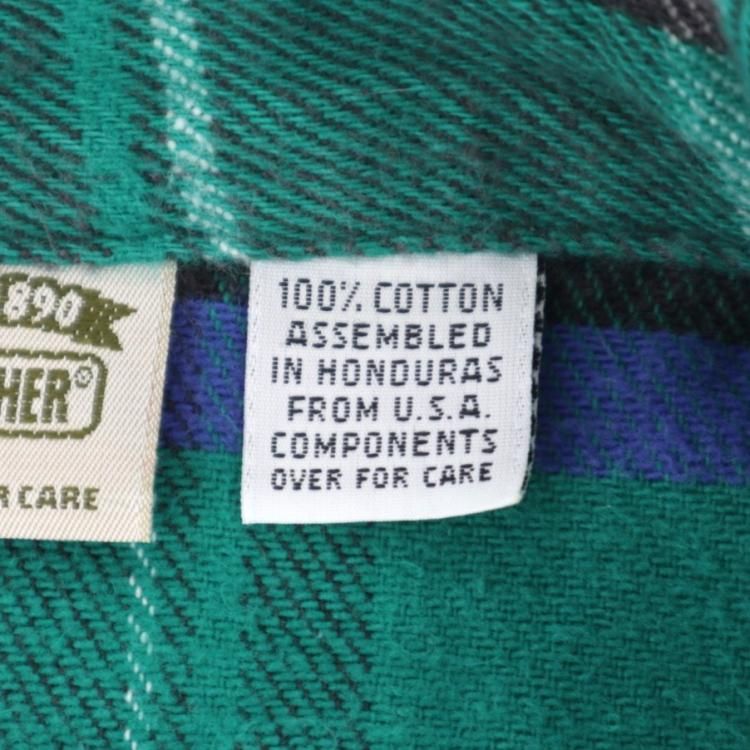 890
HER®
R CARE
100% COTTON
ASSEMBLED
IN HONDURAS
FROM U.S.A.
COMPONENTS
OVER FOR CARE